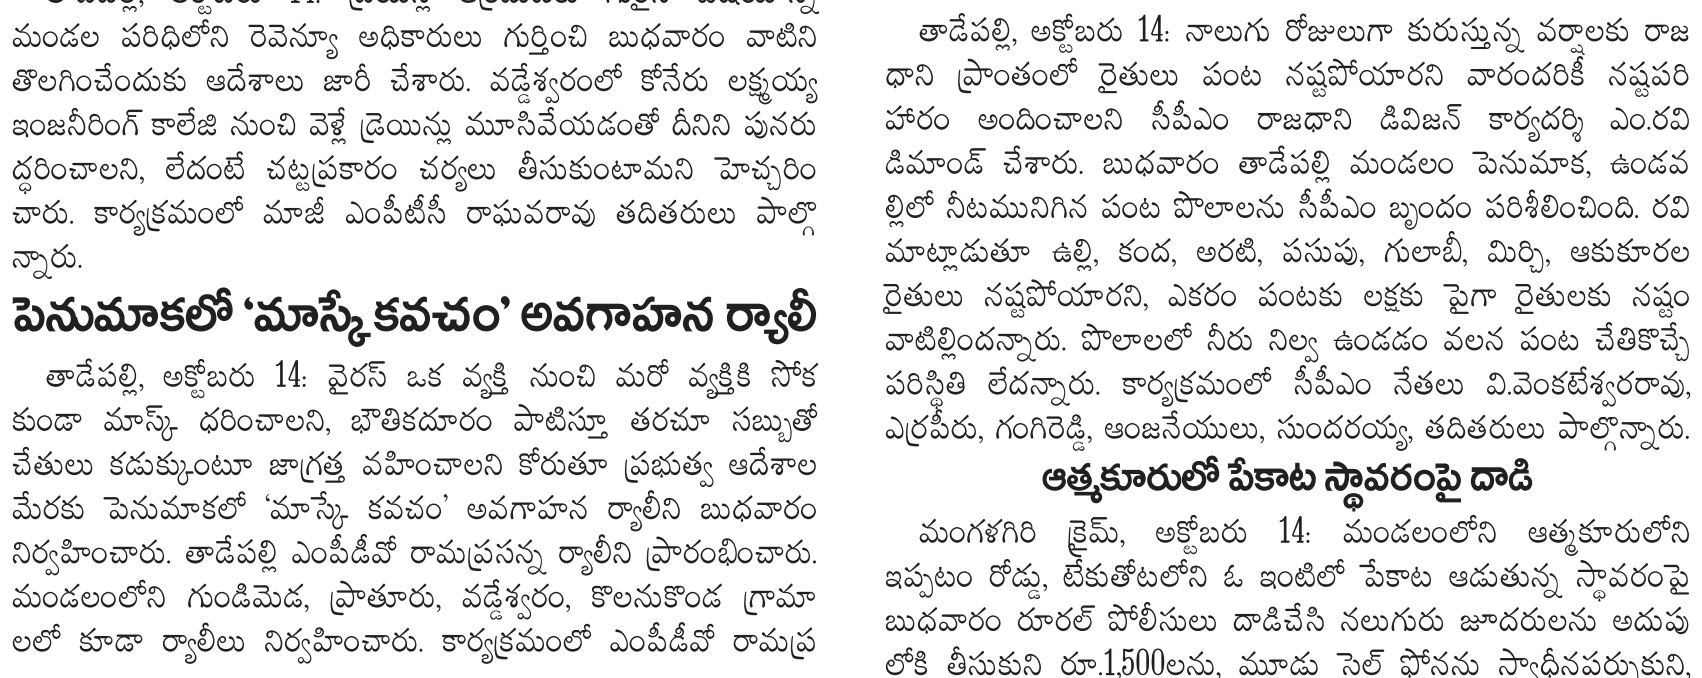 మండల పరిధిలోని రెవెన్యూ అధికారులు గుర్తించి బుధవారం వాటిని
తొలగించేందుకు ఆదేశాలు జారీ చేశారు. వడ్డేశ్వరంలో కోనేరు లక్ష్మయ్య
ఇంజనీరింగ్ కాలేజి నుంచి వెళ్లే డ్రెయిన్లు మూసివేయడంతో దీనిని పునరు
ద్ధరించాలని, లేదంటే చట్టప్రకారం చర్యలు తీసుకుంటామని హెచ్చరిం
చారు. కార్యక్రమంలో మాజీ ఎంపీటీసీ రాఘవరావు తదితరులు పాల్గొ
న్నారు.
పెనుమాకలో ‘మాస్కే కవచం’ అవగాహన ర్యాలీ
తాడేపల్లి, అక్టోబరు 14: వైరస్ ఒక వ్యక్తి నుంచి మరో వ్యక్తికి సోక
కుండా మాస్క్ ధరించాలని, భౌతికదూరం పాటిస్తూ తరచూ సబ్బుతో
చేతులు కడుక్కుంటూ జాగ్రత్త వహించాలని కోరుతూ ప్రభుత్వ ఆదేశాల
మేరకు పెనుమాకలో ‘మాస్కే కవచం’ అవగాహన ర్యాలీని బుధవారం
నిర్వహించారు. తాడేపల్లి ఎంపీడీవో రామప్రసన్న ర్యాలీని ప్రారంభించారు.
మండలంలోని గుండిమెడ, ప్రాతూరు, వడ్డేశ్వరం, కొలనుకొండ గ్రామా
లలో కూడా ర్యాలీలు నిర్వహించారు. కార్యక్రమంలో ఎంపీడీవో రామప్ర
తాడేపల్లి, అక్టోబరు 14: నాలుగు రోజులుగా కురుస్తున్న వర్షాలకు రాజ
ధాని ప్రాంతంలో రైతులు పంట నష్టపోయారని వారందరికీ నష్టపరి
హారం అందించాలని సీపీఎం రాజధాని డివిజన్ కార్యదర్శి ఎం.రవి
డిమాండ్ చేశారు. బుధవారం తాడేపల్లి మండలం పెనుమాక, ఉండవ
ల్లిలో నీటమునిగిన పంట పొలాలను సీపీఎం బృందం పరిశీలించింది. రవి
మాట్లాడుతూ ఉల్లి, కంద, అరటి, పసుపు, గులాబీ, మిర్చి, ఆకుకూరల
రైతులు నష్టపోయారని, ఎకరం పంటకు లక్షకు పైగా రైతులకు నష్టం
వాటిల్లిందన్నారు. పొలాలలో నీరు నిల్వ ఉండడం వలన పంట చేతికొచ్చే
పరిస్థితి లేదన్నారు. కార్యక్రమంలో సీపీఎం నేతలు వి.వెంకటేశ్వరరావు,
ఎర్రపీరు, గంగిరెడ్డి, ఆంజనేయులు, సుందరయ్య, తదితరులు పాల్గొన్నారు.
ఆత్మకూరులో పేకాట స్థావరంపై దాడి
మంగళగిరి క్రైమ్, అక్టోబరు 14: మండలంలోని ఆత్మకూరులోని
ఇప్పటం రోడ్డు, టేకుతోటలోని ఓ ఇంటిలో పేకాట ఆడుతున్న స్థావరంపై
బుధవారం రూరల్ పోలీసులు దాడిచేసి నలుగురు జూదరులను అదుపు
లోకి తీసుకుని రూ.1,500లను, మూడు సెల్ ఫోనను స్వాధీనపర్చుకుని,